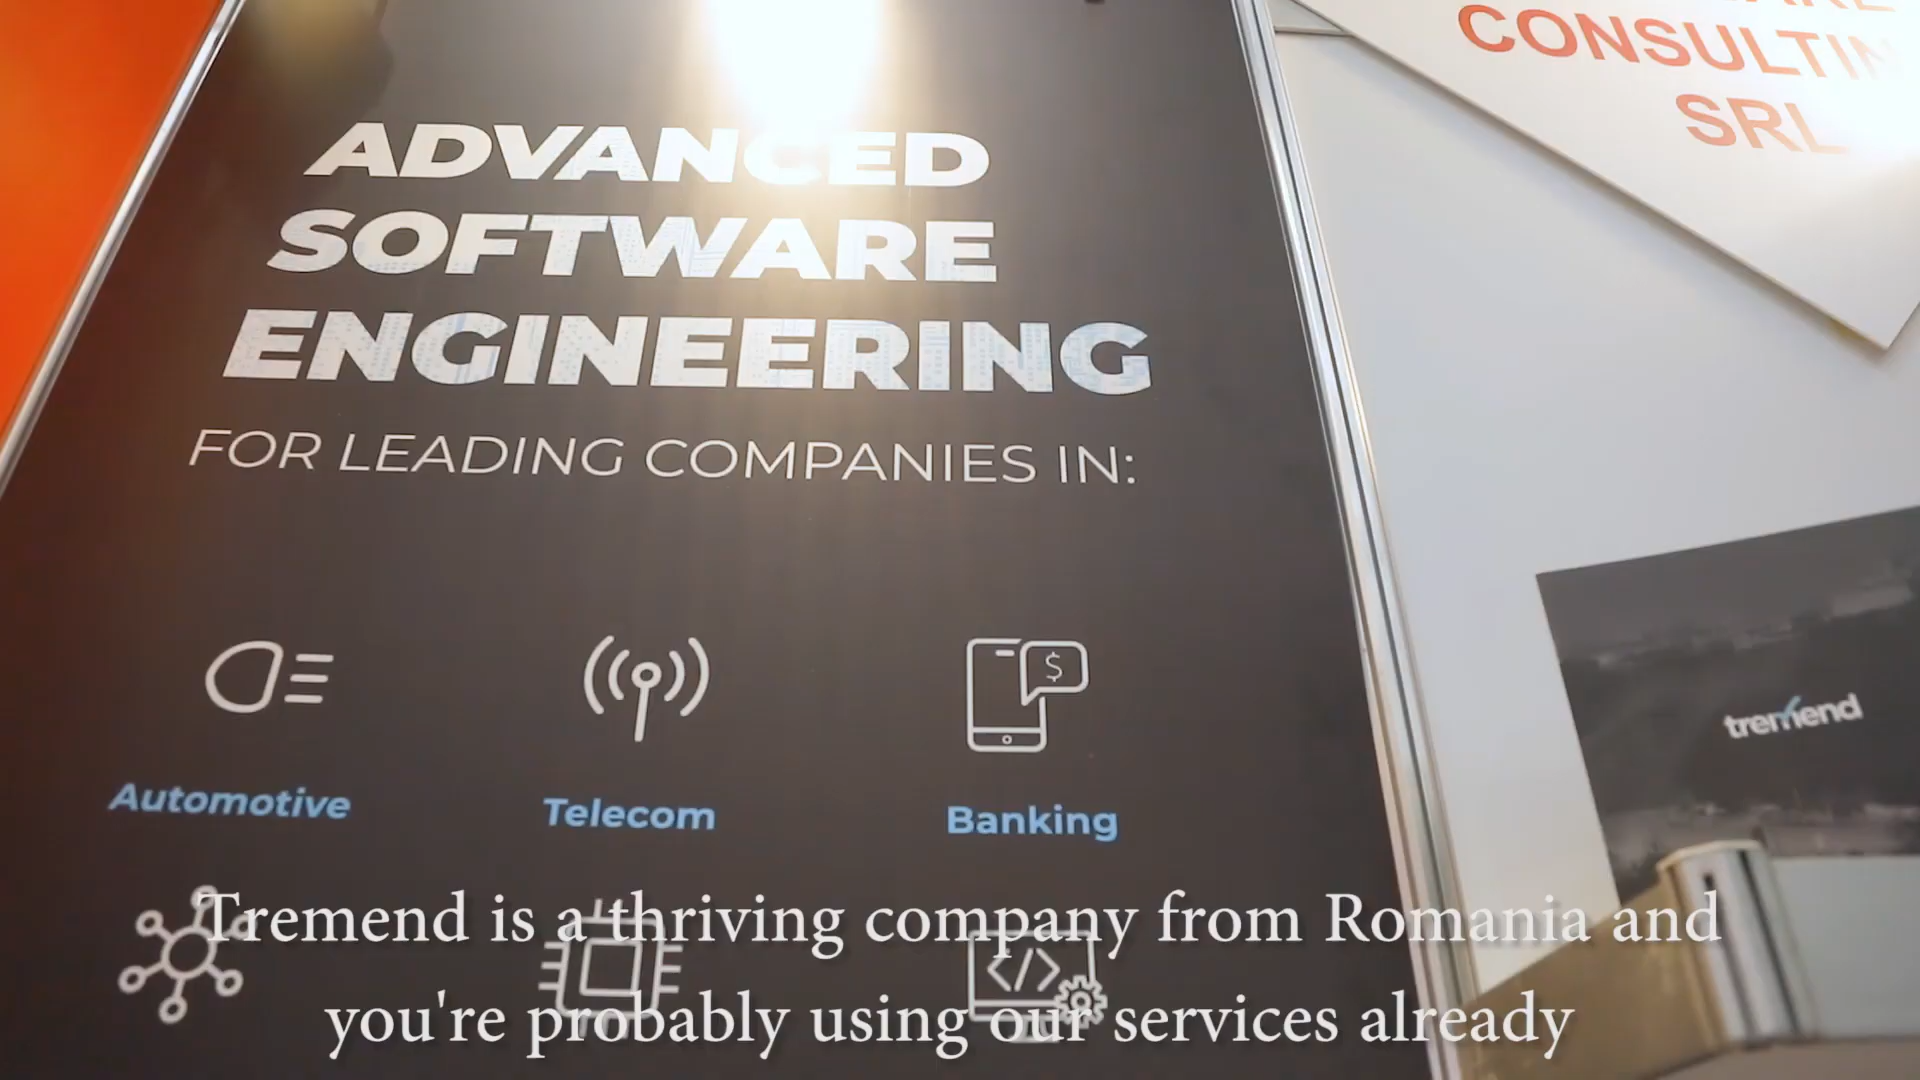 ADVANCED
SOFTWARE
ENGINEERING
FOR LEADING COMPANIES IN:
Automotive
Telecom
Banking
CONSULTIN
SRL
tremend
Tremend is a thriving company from Romania and
you're probably using our services already